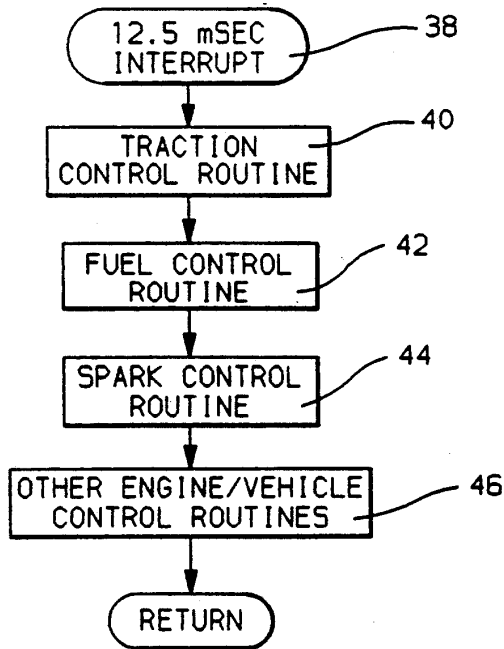 12.5 mSEC
INTERRUPT
38
TRACTION
CONTROL ROUTINE
40
FUEL CONTROL
ROUTINE
42
SPARK CONTROL
ROUTINE
44
OTHER ENGINE/VEHICLE
CONTROL ROUTINES
46
RETURN